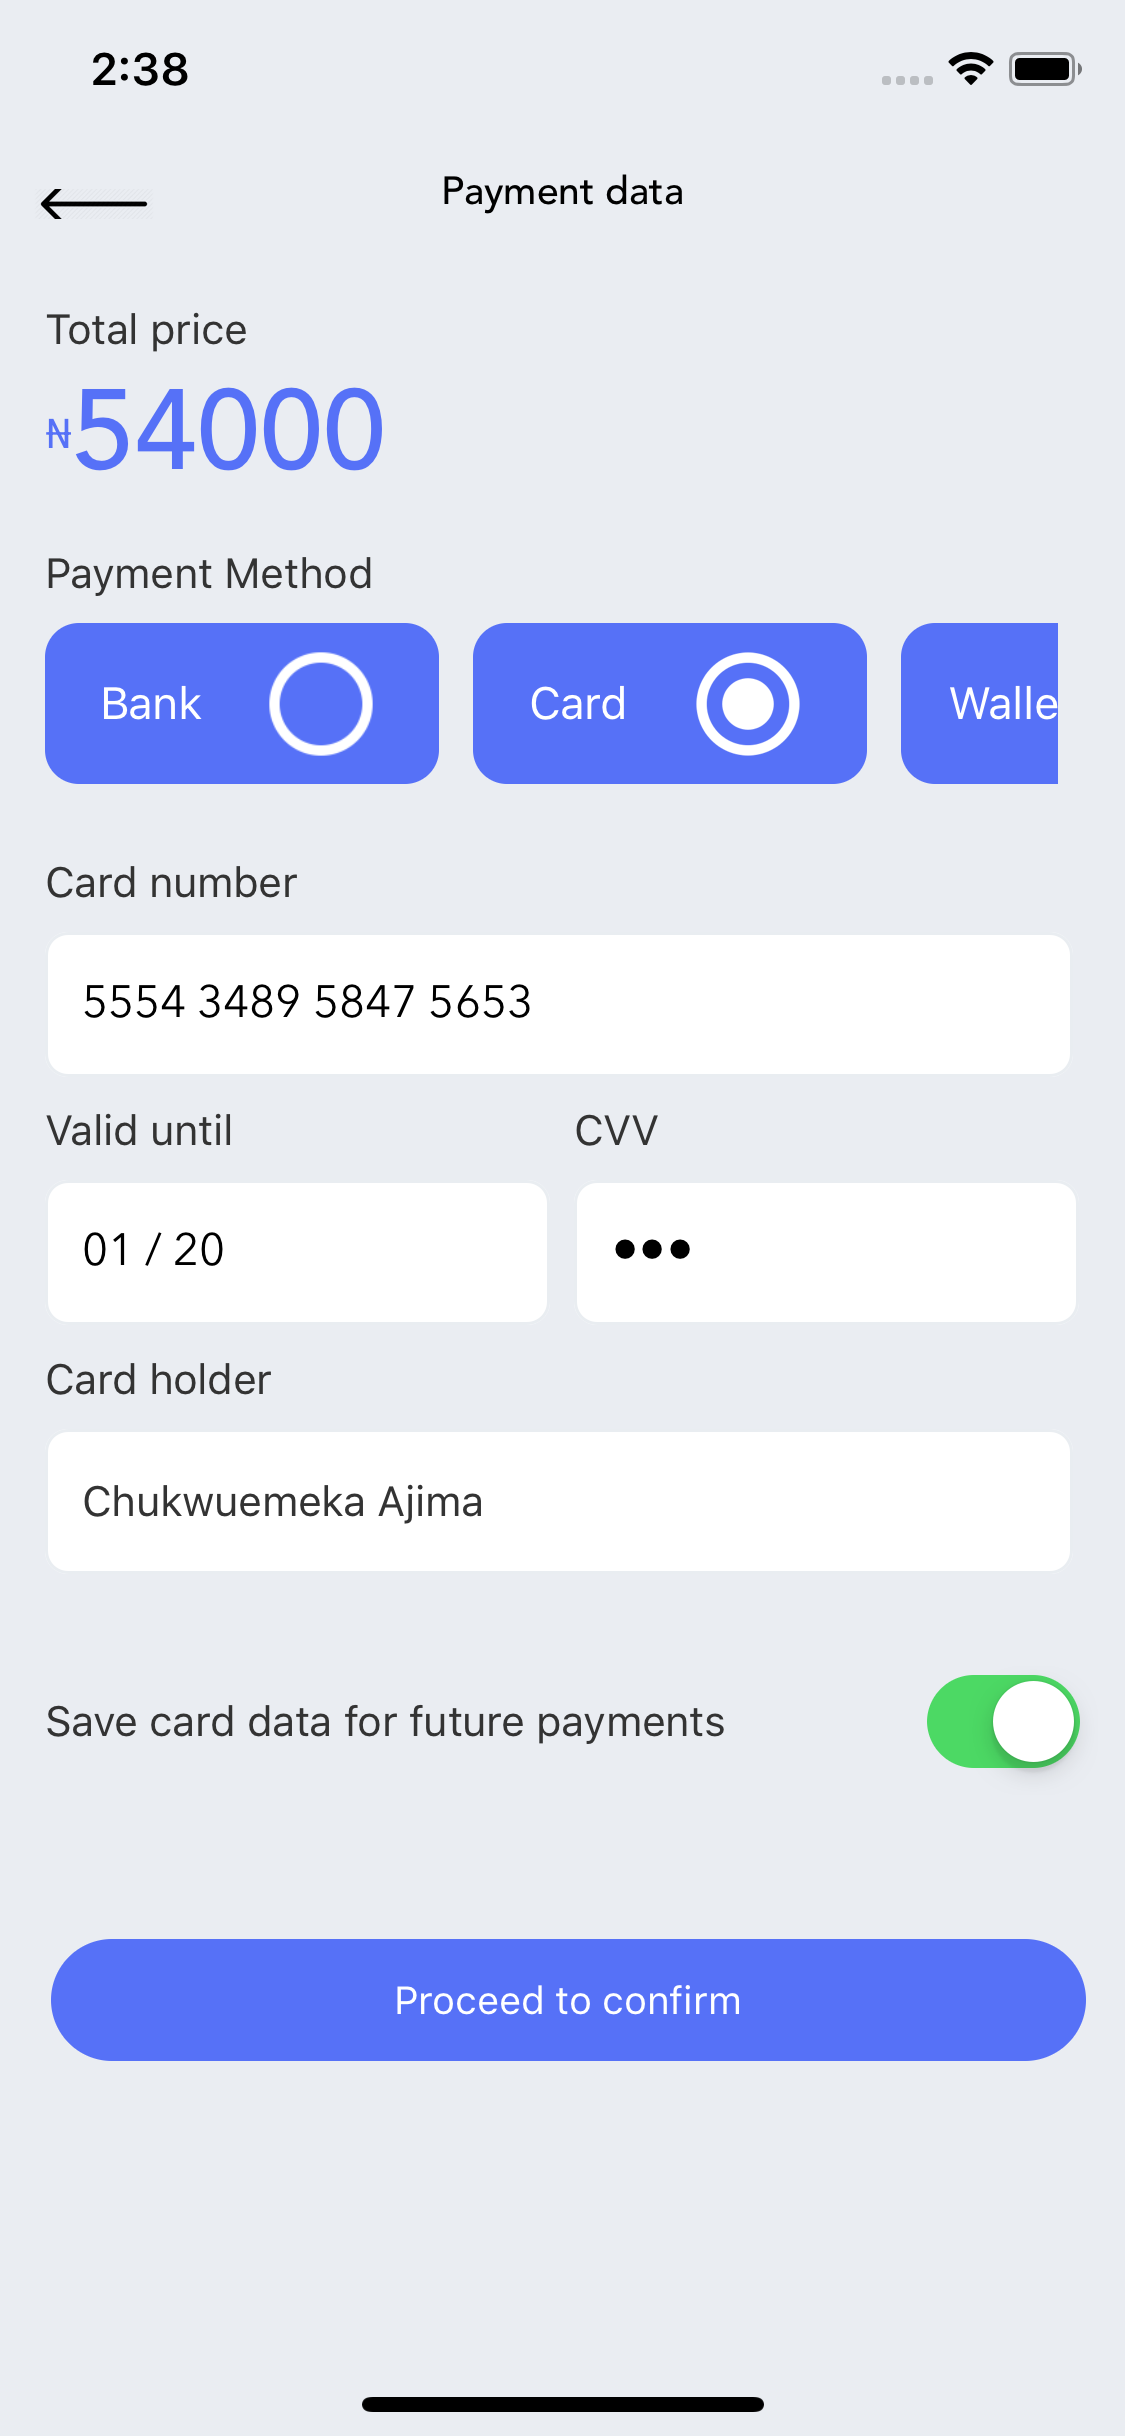 2:38
Payment data
Total price
₦54000
Payment Method
Bank
Card
Walle
Card number
5554 3489 5847 5653
Valid until
CVV
01 / 20
•••
Card holder
Chukwuemeka Ajima
Save card data for future payments
Proceed to confirm